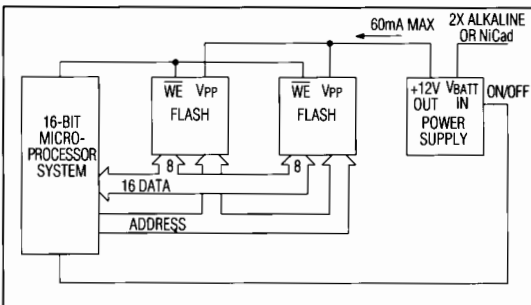 60mA MAX
2X ALKALINE
OR NiCad
WE VPP
FLASH
WE VPP
FLASH
+12V VBATT
OUT IN
POWER
SUPPLY
ON/OFF
16-BIT
MICRO-
PROCESSOR
SYSTEM
8
8
16 DATA
ADDRESS